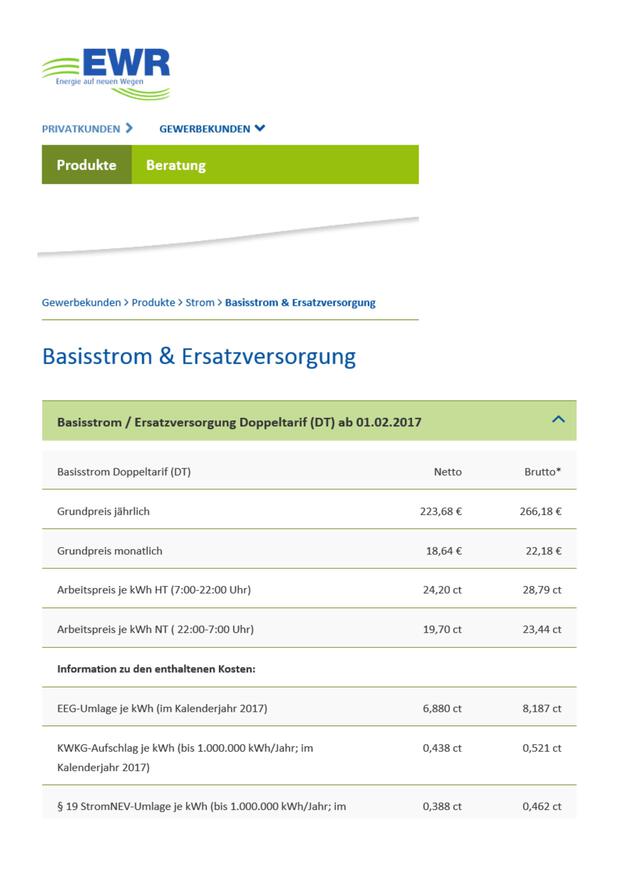 EWR
Energie auf neuen Wegen
PRIVATKUNDEN GEWERBEKUNDEN
Produkte Beratung
Gewerbekunden > Produkte > Strom > Basisstrom & Ersatzversorgung
Basisstrom & Ersatzversorgung
Basisstrom / Ersatzversorgung Doppeltarif (DT) ab 01.02.2017
Basisstrom Doppeltarif (DT) Netto Brutto*
Grundpreis jährlich 223,68 € 266,18 €
Grundpreis monatlich 18,64 € 22,18 €
Arbeitspreis je kWh HT (7:00-22:00 Uhr) 24,20 ct 28,79 ct
Arbeitspreis je kWh NT ( 22:00-7:00 Uhr) 19,70 ct 23,44 ct
Information zu den enthaltenen Kosten:
EEG-Umlage je kWh (im Kalenderjahr 2017) 6,880 ct 8,187 ct
KWKG-Aufschlag je kWh (bis 1.000.000 kWh/Jahr; im 0,438 ct 0,521 ct
Kalenderjahr 2017)
§ 19 StromNEV-Umlage je kWh (bis 1.000.000 kWh/Jahr; im 0,388 ct 0,462 ct